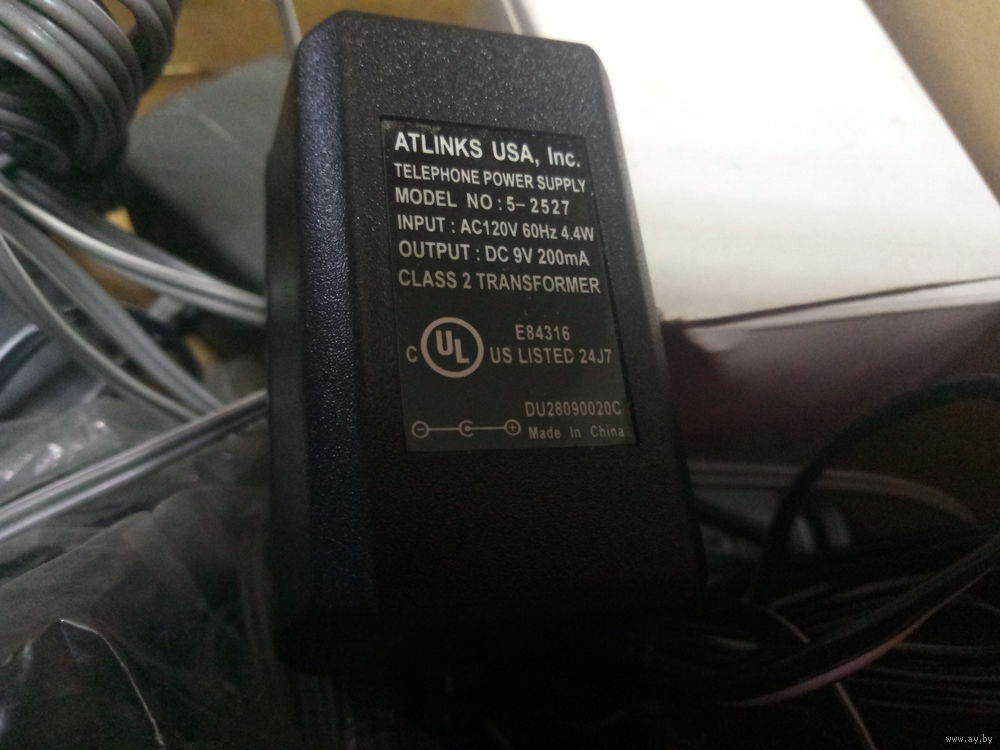 ATLINKS USA, Inc.
TELEPHONE POWER SUPPLY
MODEL NO : 5-2527
INPUT : AC120V 60Hz 4.4W
OUTPUT : DC 9V 200mA
CLASS 2 TRANSFORMER
E84316
C UL US LISTED 24J7
DU28090020C
Made In China
www.ay.by